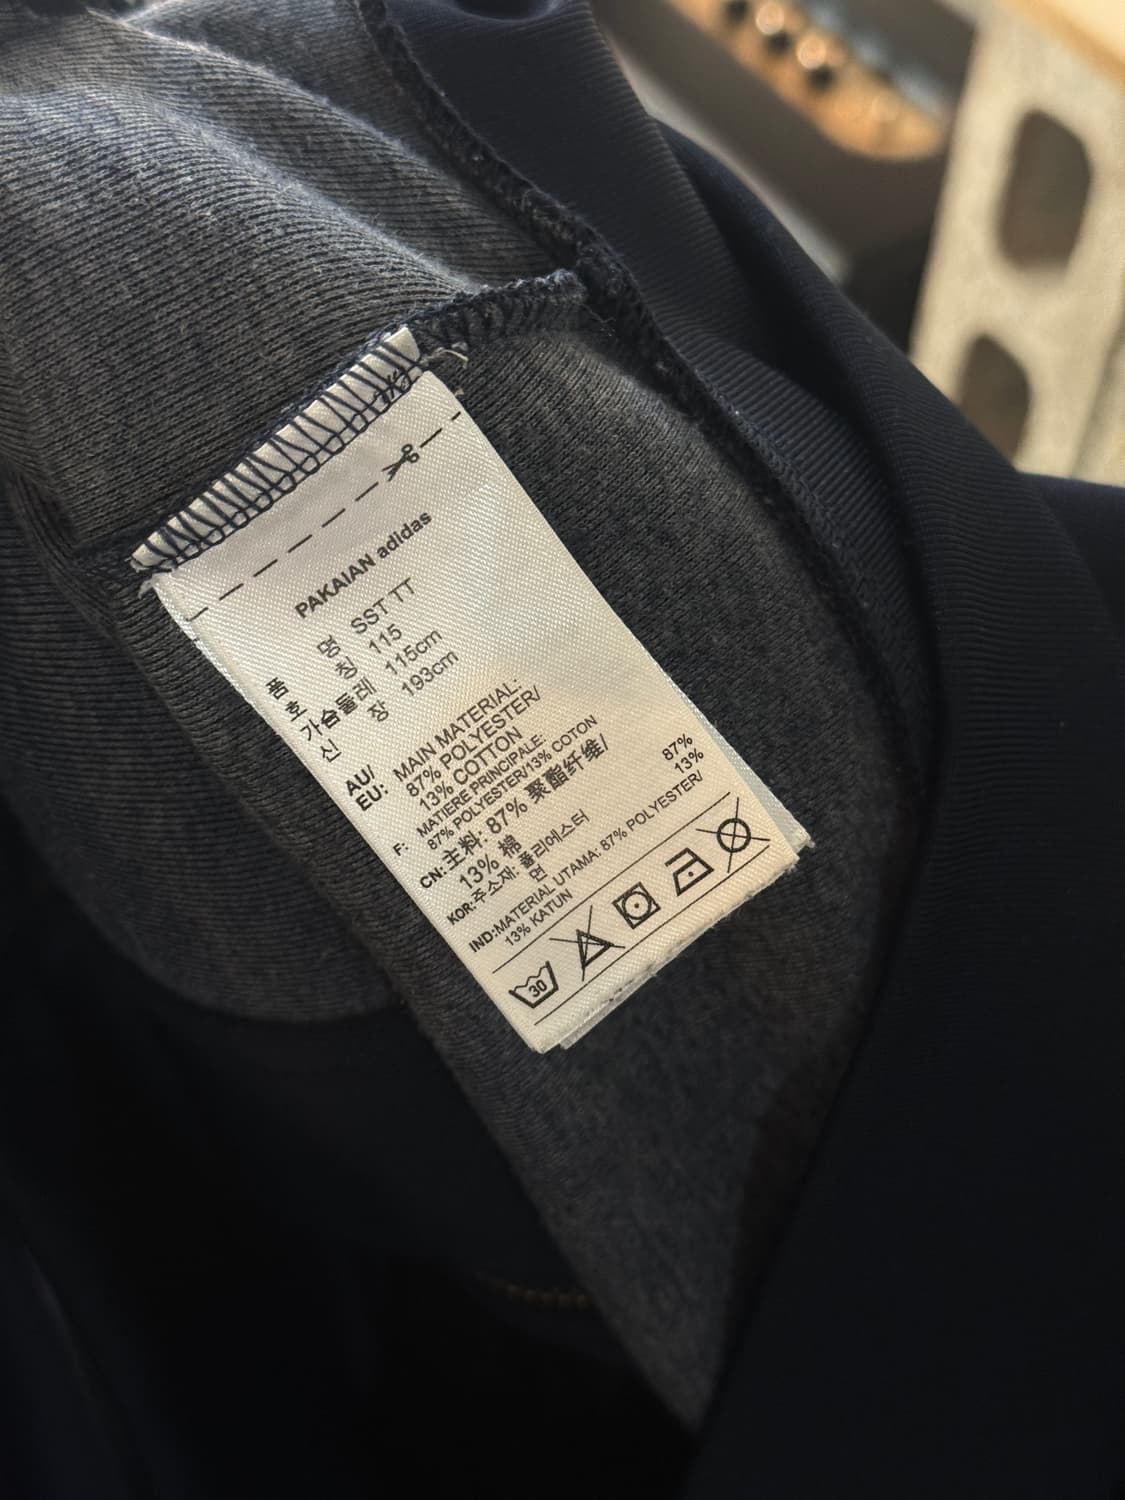 PAKAIAN adidas
품 명 SST TT
호 칭 115
가슴둘레 115cm
신 장 193cm
AU/
EU: MAIN MATERIAL:
87% POLYESTER/
13% COTTON
F: MATIERE PRINCIPALE:
87% POLYESTER/13% COTON
CN:主料: 87% 聚酯纤维/
13% 棉
KOR:주소재: 폴리에스터 87%
면 13%
IND:MATERIAL UTAMA: 87% POLYESTER/
13% KATUN
30